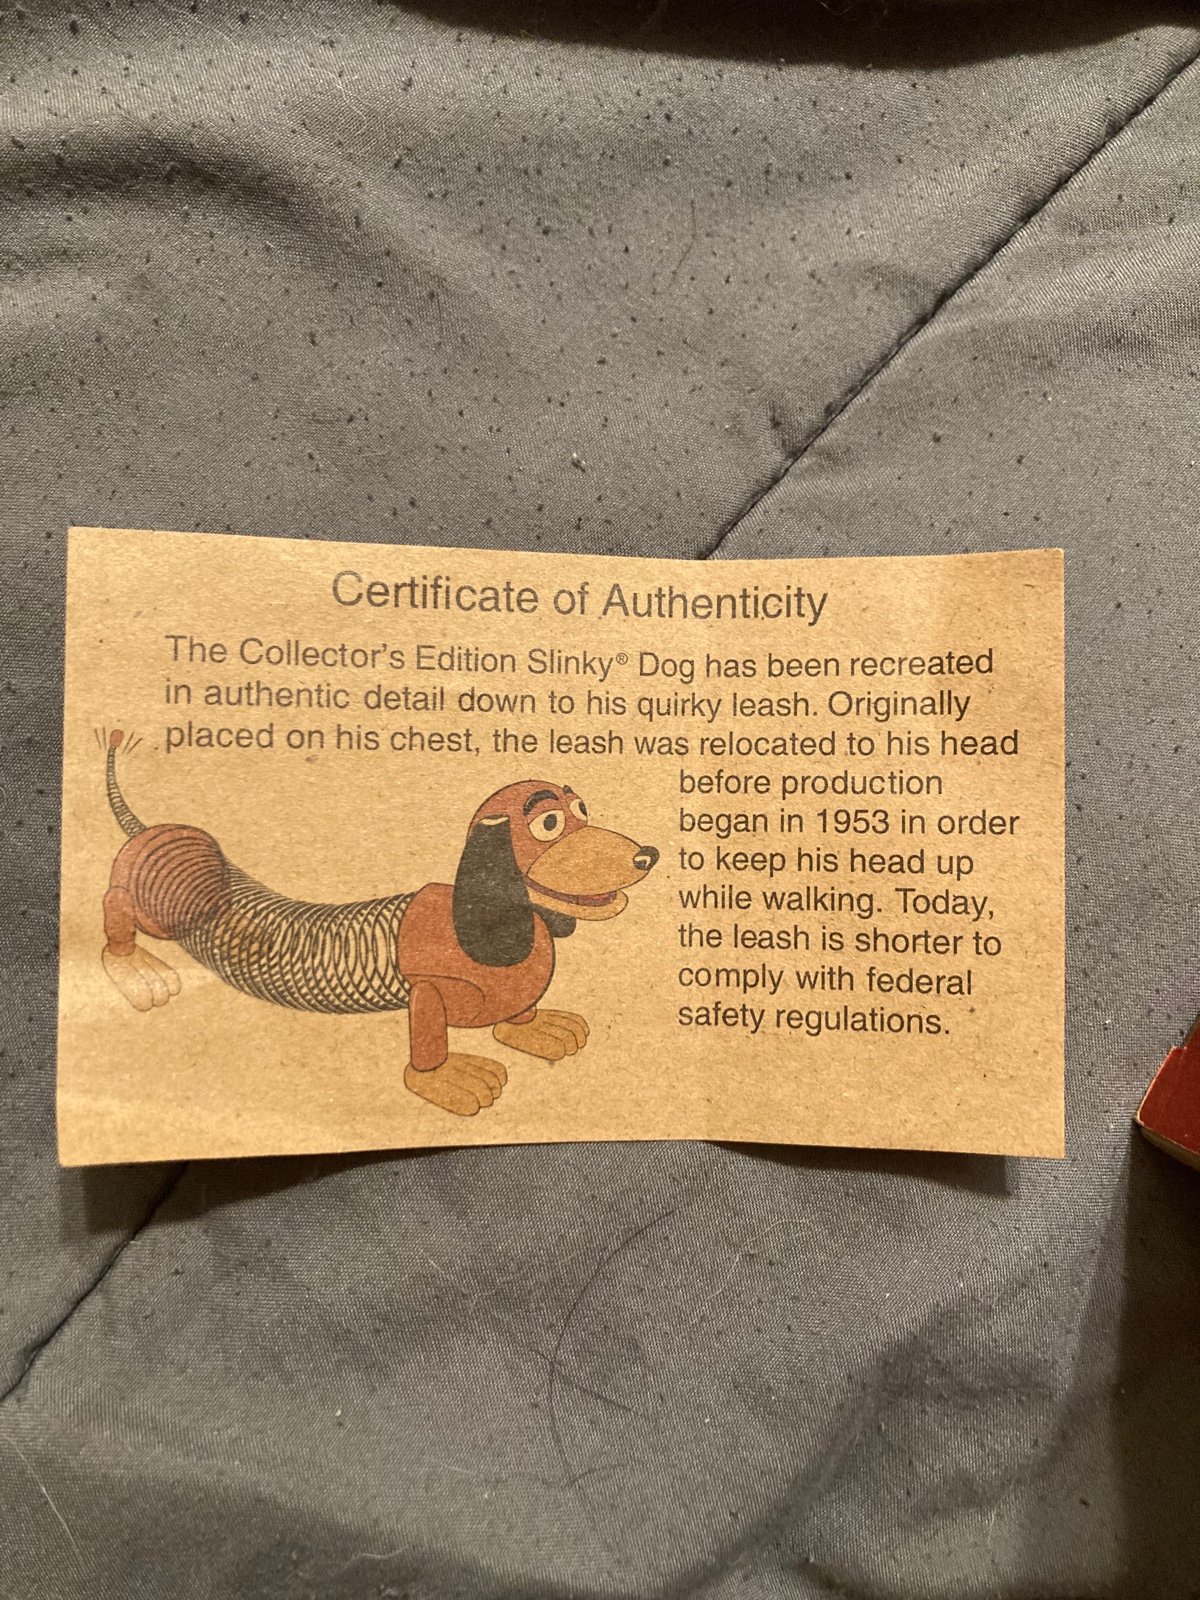 Certificate of Authenticity
The Collector's Edition Slinky® Dog has been recreated
in authentic detail down to his quirky leash. Originally
placed on his chest, the leash was relocated to his head
before production
began in 1953 in order
to keep his head up
while walking. Today,
the leash is shorter to
comply with federal
safety regulations.